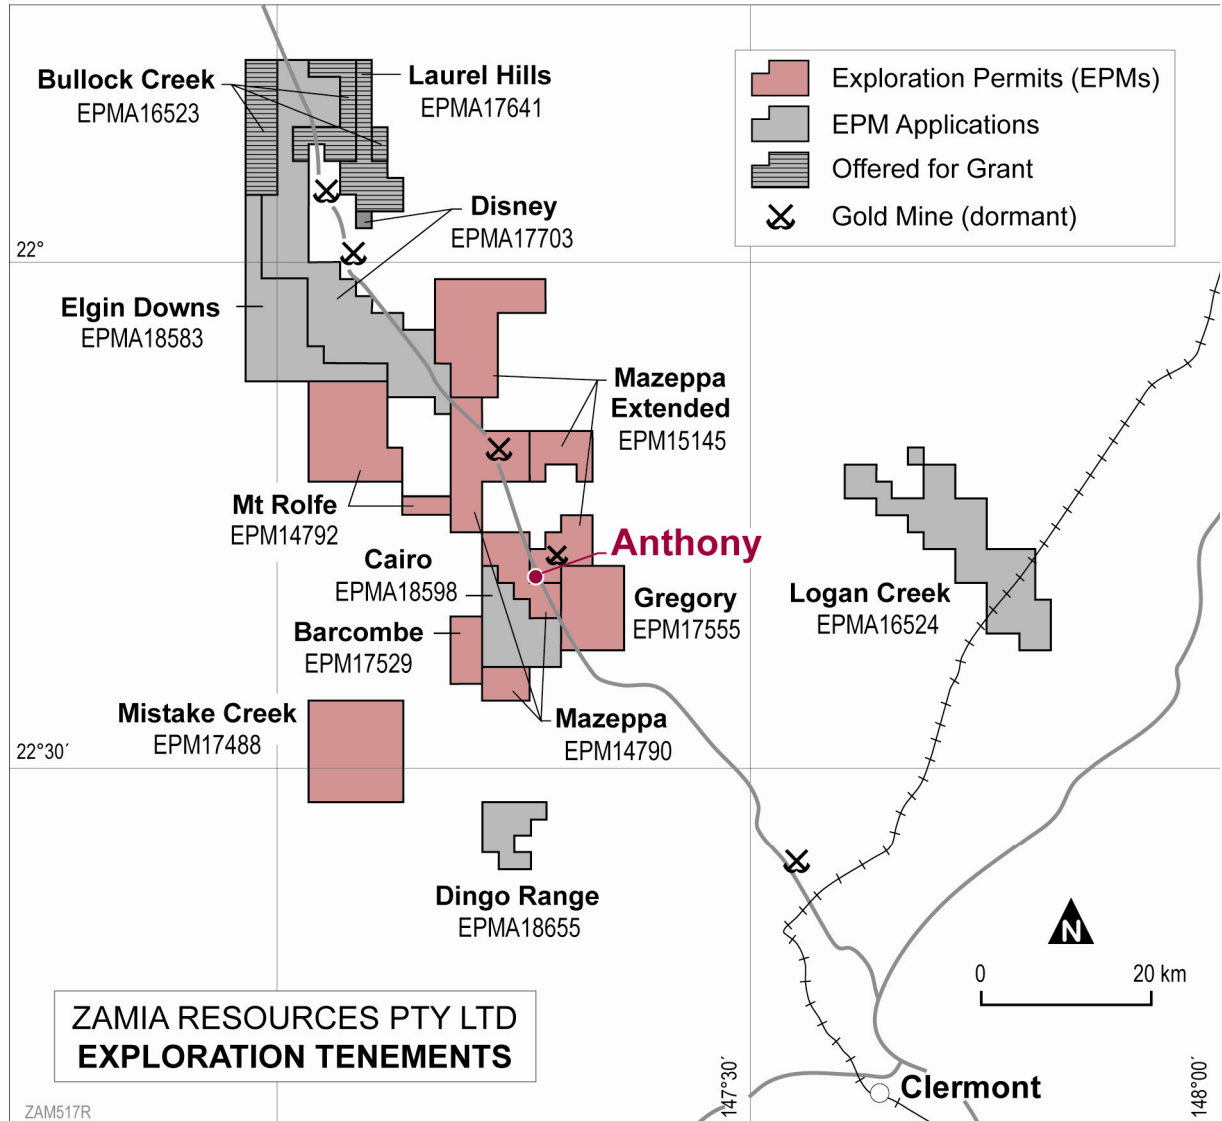 Bullock Creek
EPMA16523
Laurel Hills
EPMA17641
Exploration Permits (EPMs)
EPM Applications
Offered for Grant
Gold Mine (dormant)
Disney
EPMA17703
22°
Elgin Downs
EPMA18583
Mazeppa
Extended
EPM15145
Mt Rolfe
EPM14792
Anthony
Cairo
EPMA18598
Logan Creek
EPMA16524
Gregory
EPM17555
Barcombe
EPM17529
Mistake Creek
EPM17488
Mazeppa
EPM14790
22°30´
Dingo Range
EPMA18655
N
0 20 km
ZAMIA RESOURCES PTY LTD
EXPLORATION TENEMENTS
147°30´
148°00´
Clermont
ZAM517R